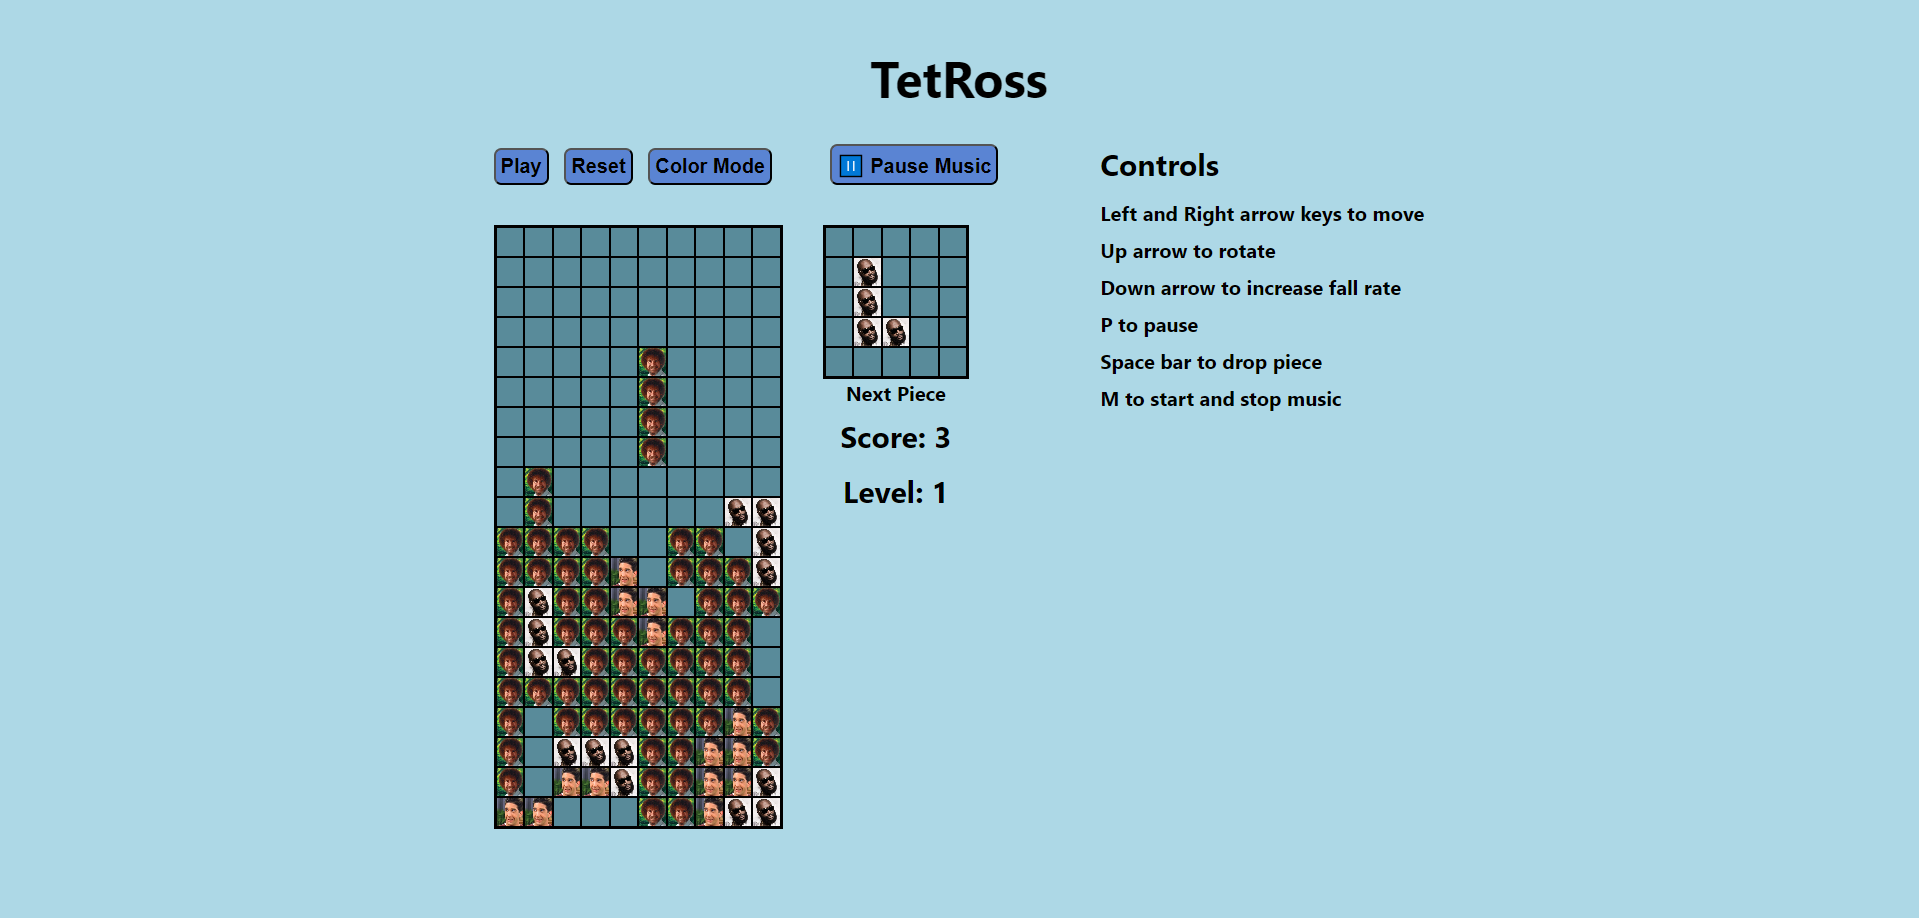 TetRoss
Play
Reset
Color Mode
Pause Music
Next Piece
Score: 3
Level: 1
Controls
Left and Right arrow keys to move
Up arrow to rotate
Down arrow to increase fall rate
P to pause
Space bar to drop piece
M to start and stop music